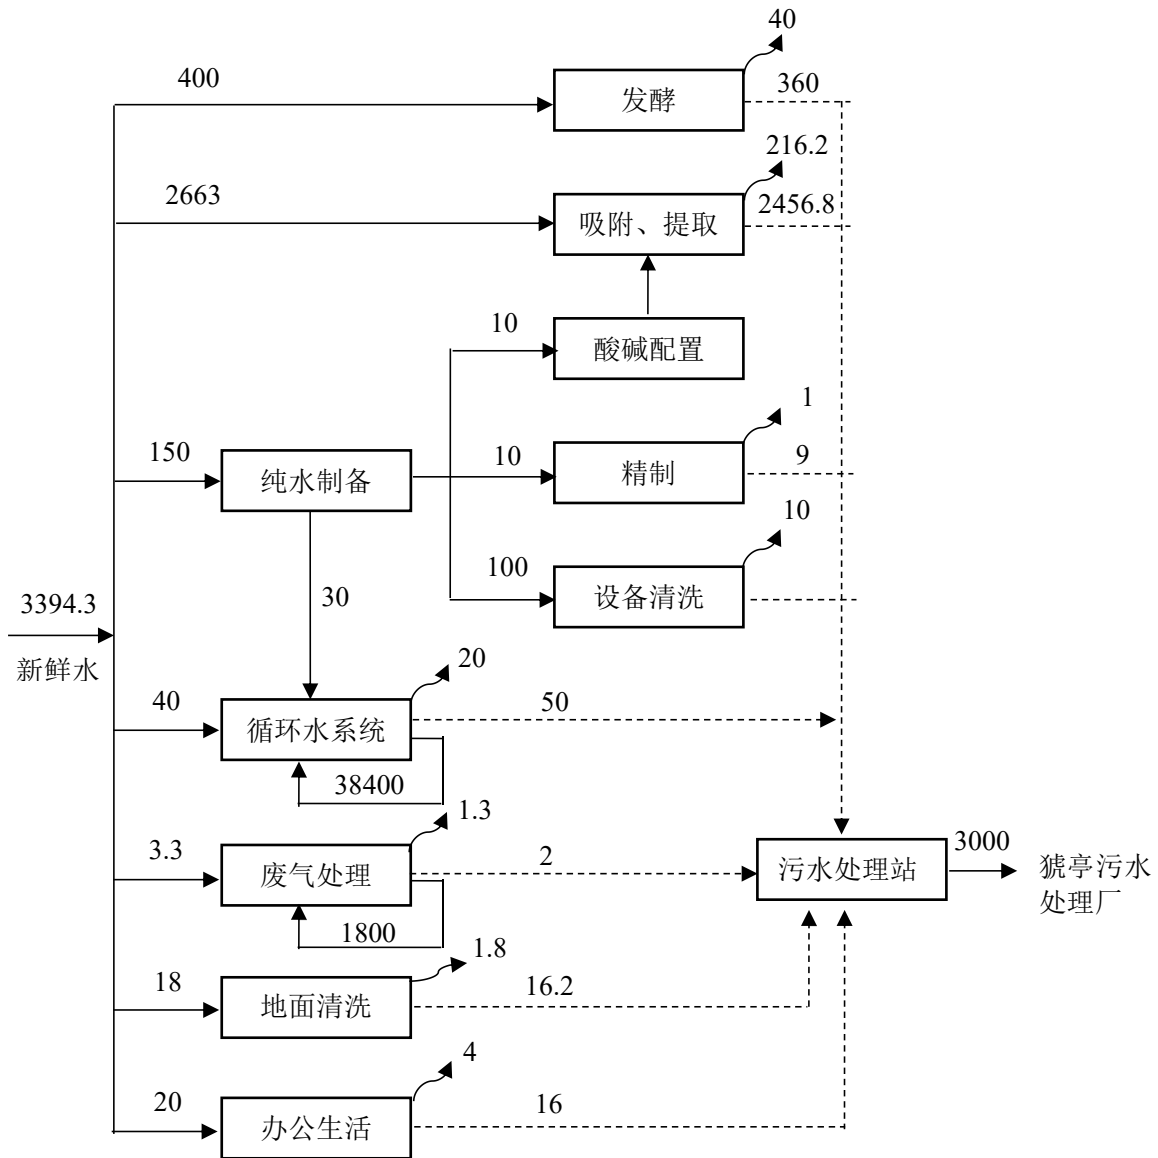 40
400
发酵
360
216.2
2663
吸附、提取
2456.8
10
酸碱配置
1
150
纯水制备
10
精制
9
10
100
设备清洗
30
3394.3
新鲜水
20
40
循环水系统
50
38400
1.3
3.3
废气处理
2
污水处理站
3000
猇亭污水
处理厂
1800
1.8
18
地面清洗
16.2
4
20
办公生活
16